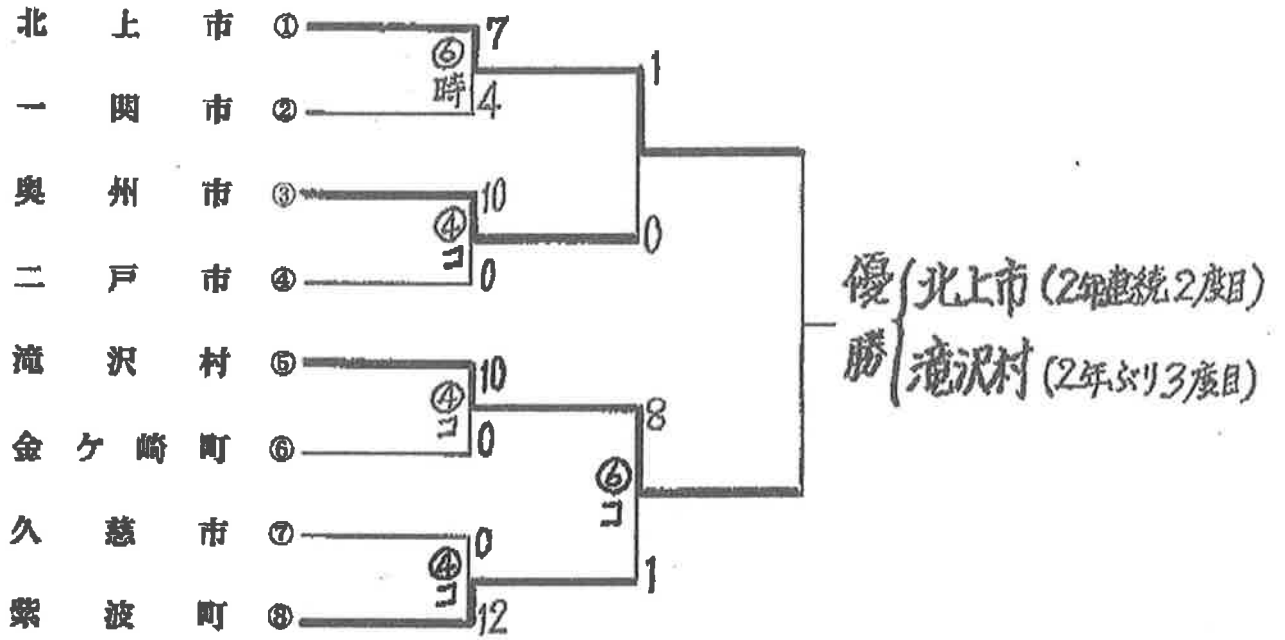 北上市 ① 7
⑥
時
1
一関市 ② 4
奥州市 ③ 10
④
コ
0
二戸市 ④ 0
優勝
北上市 (2年連続2度目)
滝沢村 (2年ぶり3度目)
滝沢村 ⑤ 10
④
コ
8
金ケ崎町 ⑥ 0
⑥
コ
久慈市 ⑦ 0
④
コ
1
紫波町 ⑧ 12